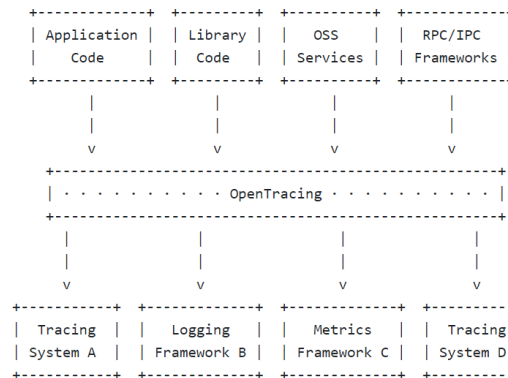 Application Library OSS RPC/IPC
Code Code Services Frameworks
OpenTracing
Tracing Logging Metrics Tracing
System A Framework B Framework C System D